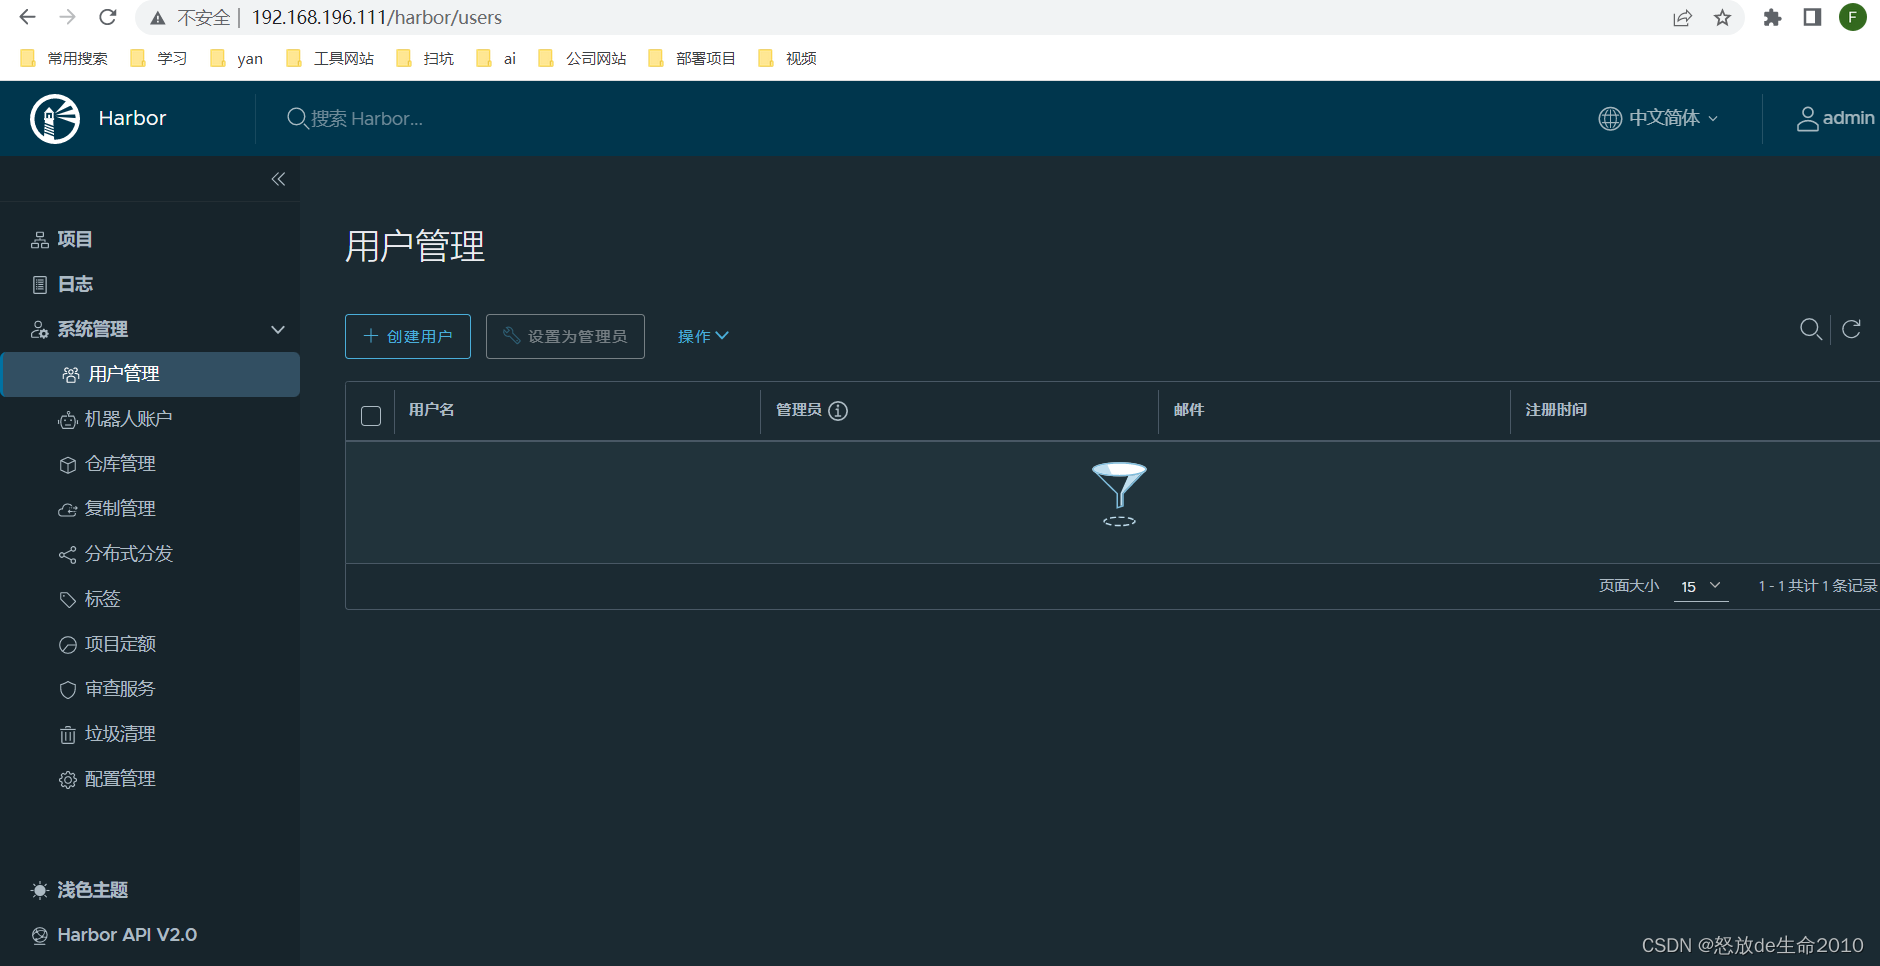 不安全 192.168.196.111/harbor/users F
常用搜索 学习 yan 工具网站 扫坑 ai 公司网站 部署项目 视频
Harbor 搜索 Harbor... 中文简体 admin
项目
日志
系统管理
用户管理
机器人账户
仓库管理
复制管理
分布式分发
标签
项目定额
审查服务
垃圾清理
配置管理
浅色主题
Harbor API V2.0
用户管理
创建用户 设置为管理员 操作
用户名 管理员 邮件 注册时间
页面大小 15 1 - 1 共计 1 条记录
CSDN @怒放de生命2010